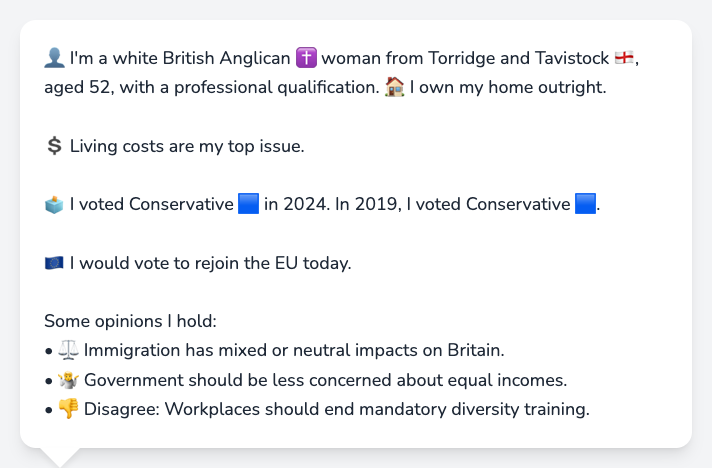 👤 I'm a white British Anglican ✝️ woman from Torridge and Tavistock 🏴󠁧󠁢󠁥󠁮󠁧󠁿,
aged 52, with a professional qualification. 🏠 I own my home outright.
💲 Living costs are my top issue.
🗳️ I voted Conservative 🟦 in 2024. In 2019, I voted Conservative 🟦.
🇪🇺 I would vote to rejoin the EU today.
Some opinions I hold:
• ⚖️ Immigration has mixed or neutral impacts on Britain.
• 🤷 Government should be less concerned about equal incomes.
• 👎 Disagree: Workplaces should end mandatory diversity training.